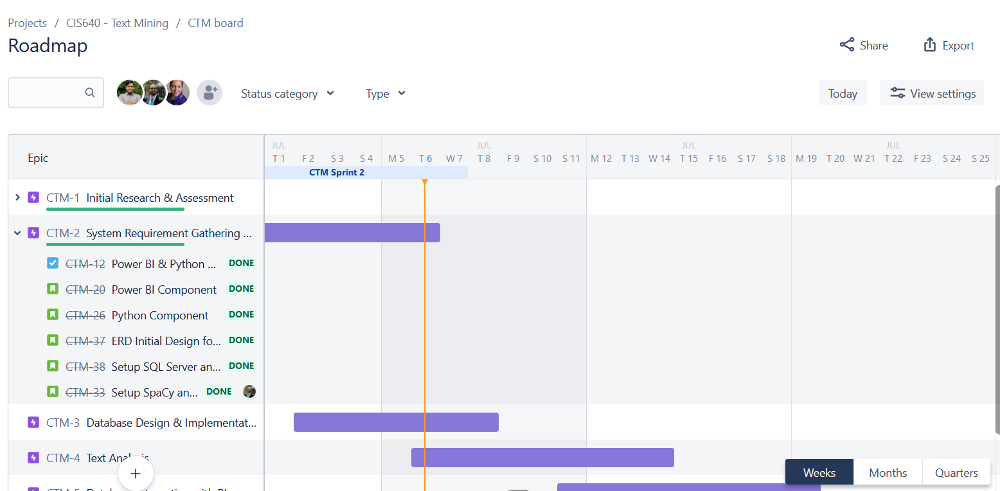 Projects / CIS640 - Text Mining / CTM board
Roadmap
Share
Export
Status category
Type
Today
View settings
Epic
JUL JUL JUL JUL
T 1 F 2 S 3 S 4 M 5 T 6 W 7 T 8 F 9 S 10 S 11 M 12 T 13 W 14 T 15 F 16 S 17 S 18 M 19 T 20 W 21 T 22 F 23 S 24 S 25
CTM Sprint 2
CTM-1 Initial Research & Assessment
CTM-2 System Requirement Gathering ...
CTM-12 Power BI & Python ... DONE
CTM-20 Power BI Component DONE
CTM-26 Python Component DONE
CTM-37 ERD Initial Design fo... DONE
CTM-38 Setup SQL Server an... DONE
CTM-33 Setup SpaCy an... DONE
CTM-3 Database Design & Implementat...
CTM-4 Text Analysis
CTM-5
Weeks Months Quarters